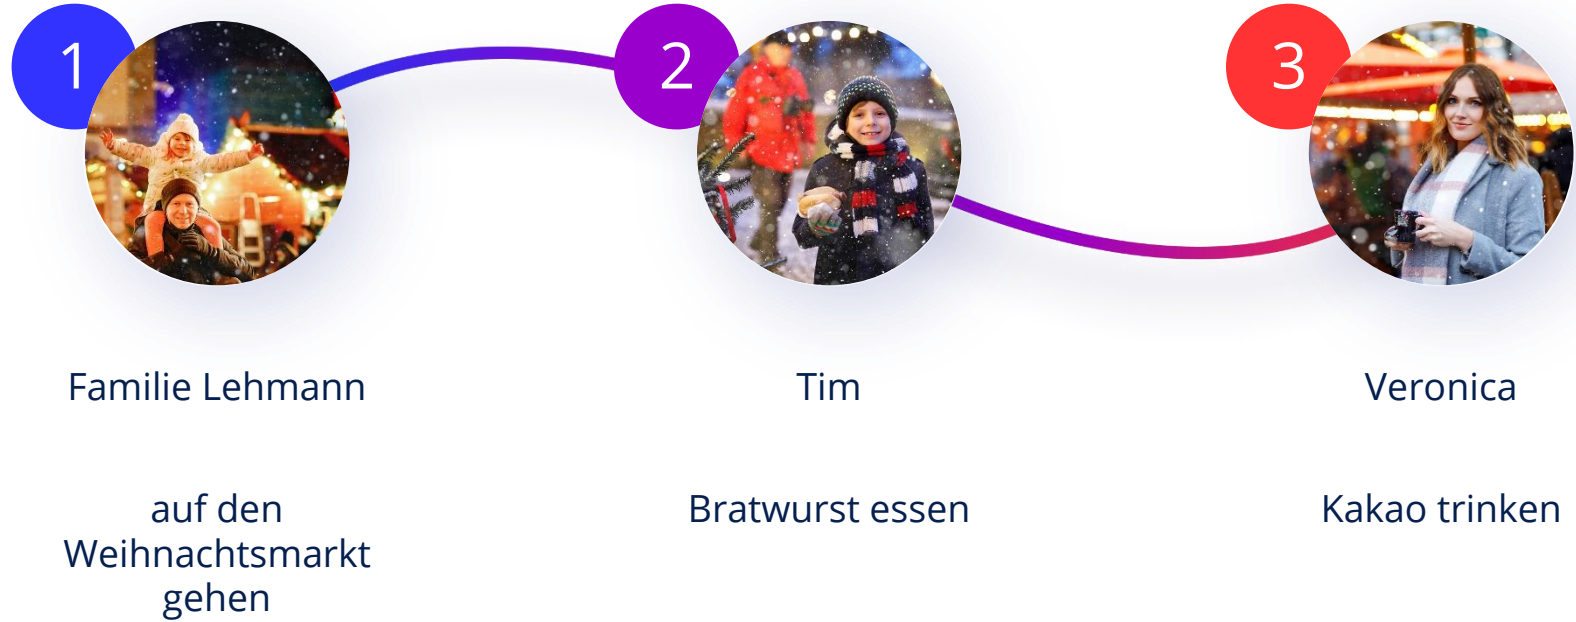 1
2
3
Familie Lehmann
Tim
Veronica
auf den
Weihnachtsmarkt
gehen
Bratwurst essen
Kakao trinken